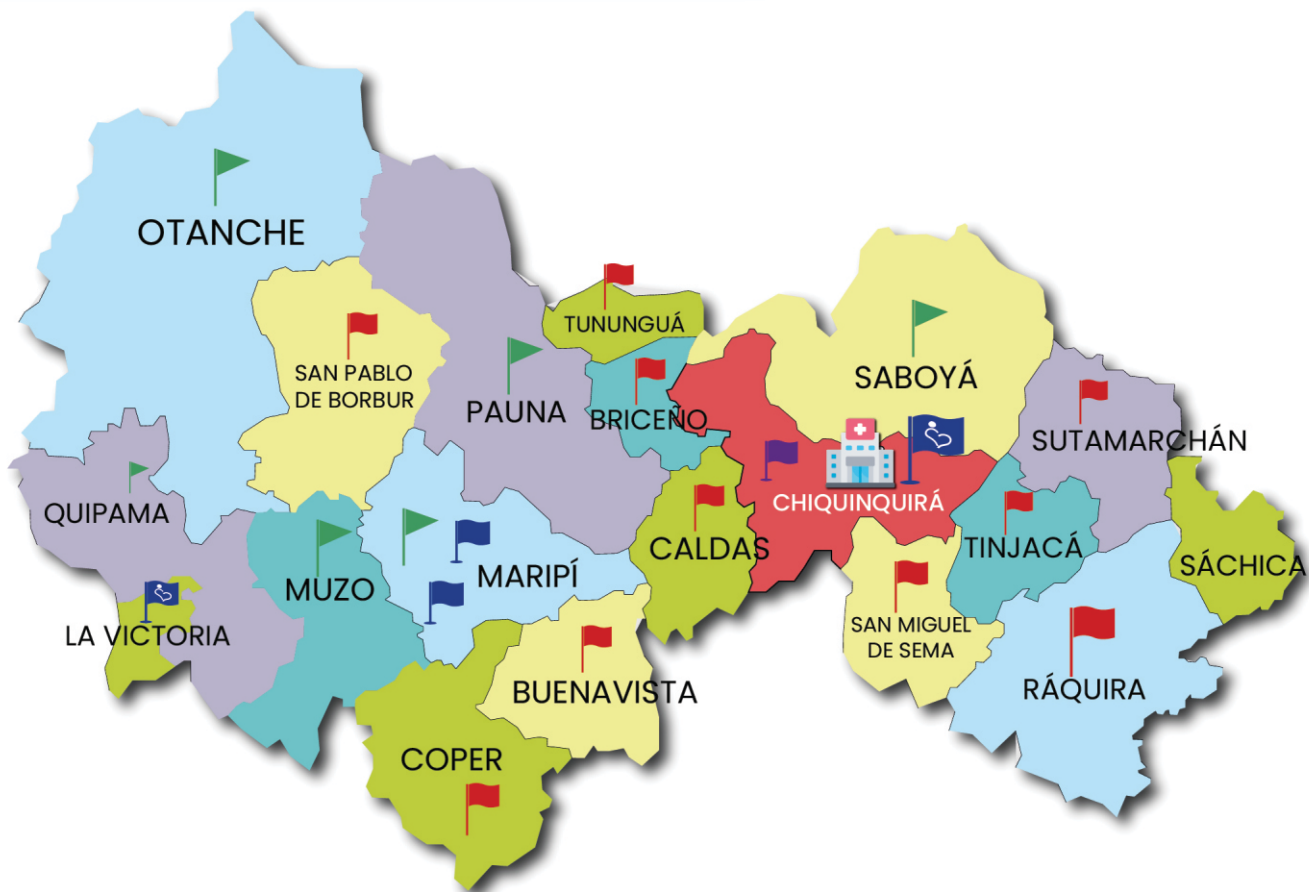 OTANCHE
TUNUNGUÁ
SAN PABLO
DE BORBUR
SABOYÁ
PAUNA
BRICEÑO
SUTAMARCHÁN
CHIQUINQUIRÁ
QUIPAMA
CALDAS
TINJACÁ
SÁCHICA
MUZO
MARIPÍ
LA VICTORIA
SAN MIGUEL
DE SEMA
BUENAVISTA
RÁQUIRA
COPER